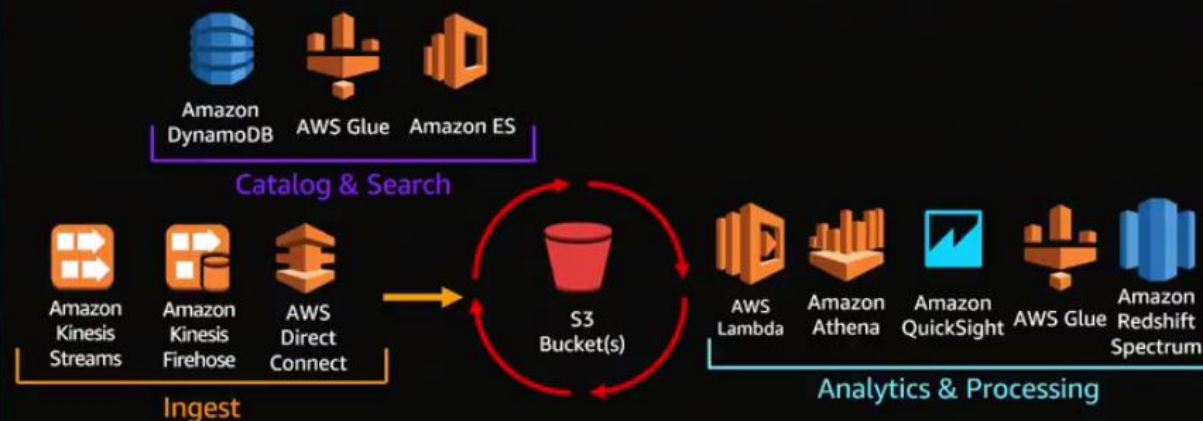 Amazon
DynamoDB
AWS Glue
Amazon ES
Catalog & Search
Amazon
Kinesis
Streams
Amazon
Kinesis
Firehose
AWS
Direct
Connect
Ingest
S3
Bucket(s)
AWS
Lambda
Amazon
Athena
Amazon
QuickSight
AWS Glue
Amazon
Redshift
Spectrum
Analytics & Processing